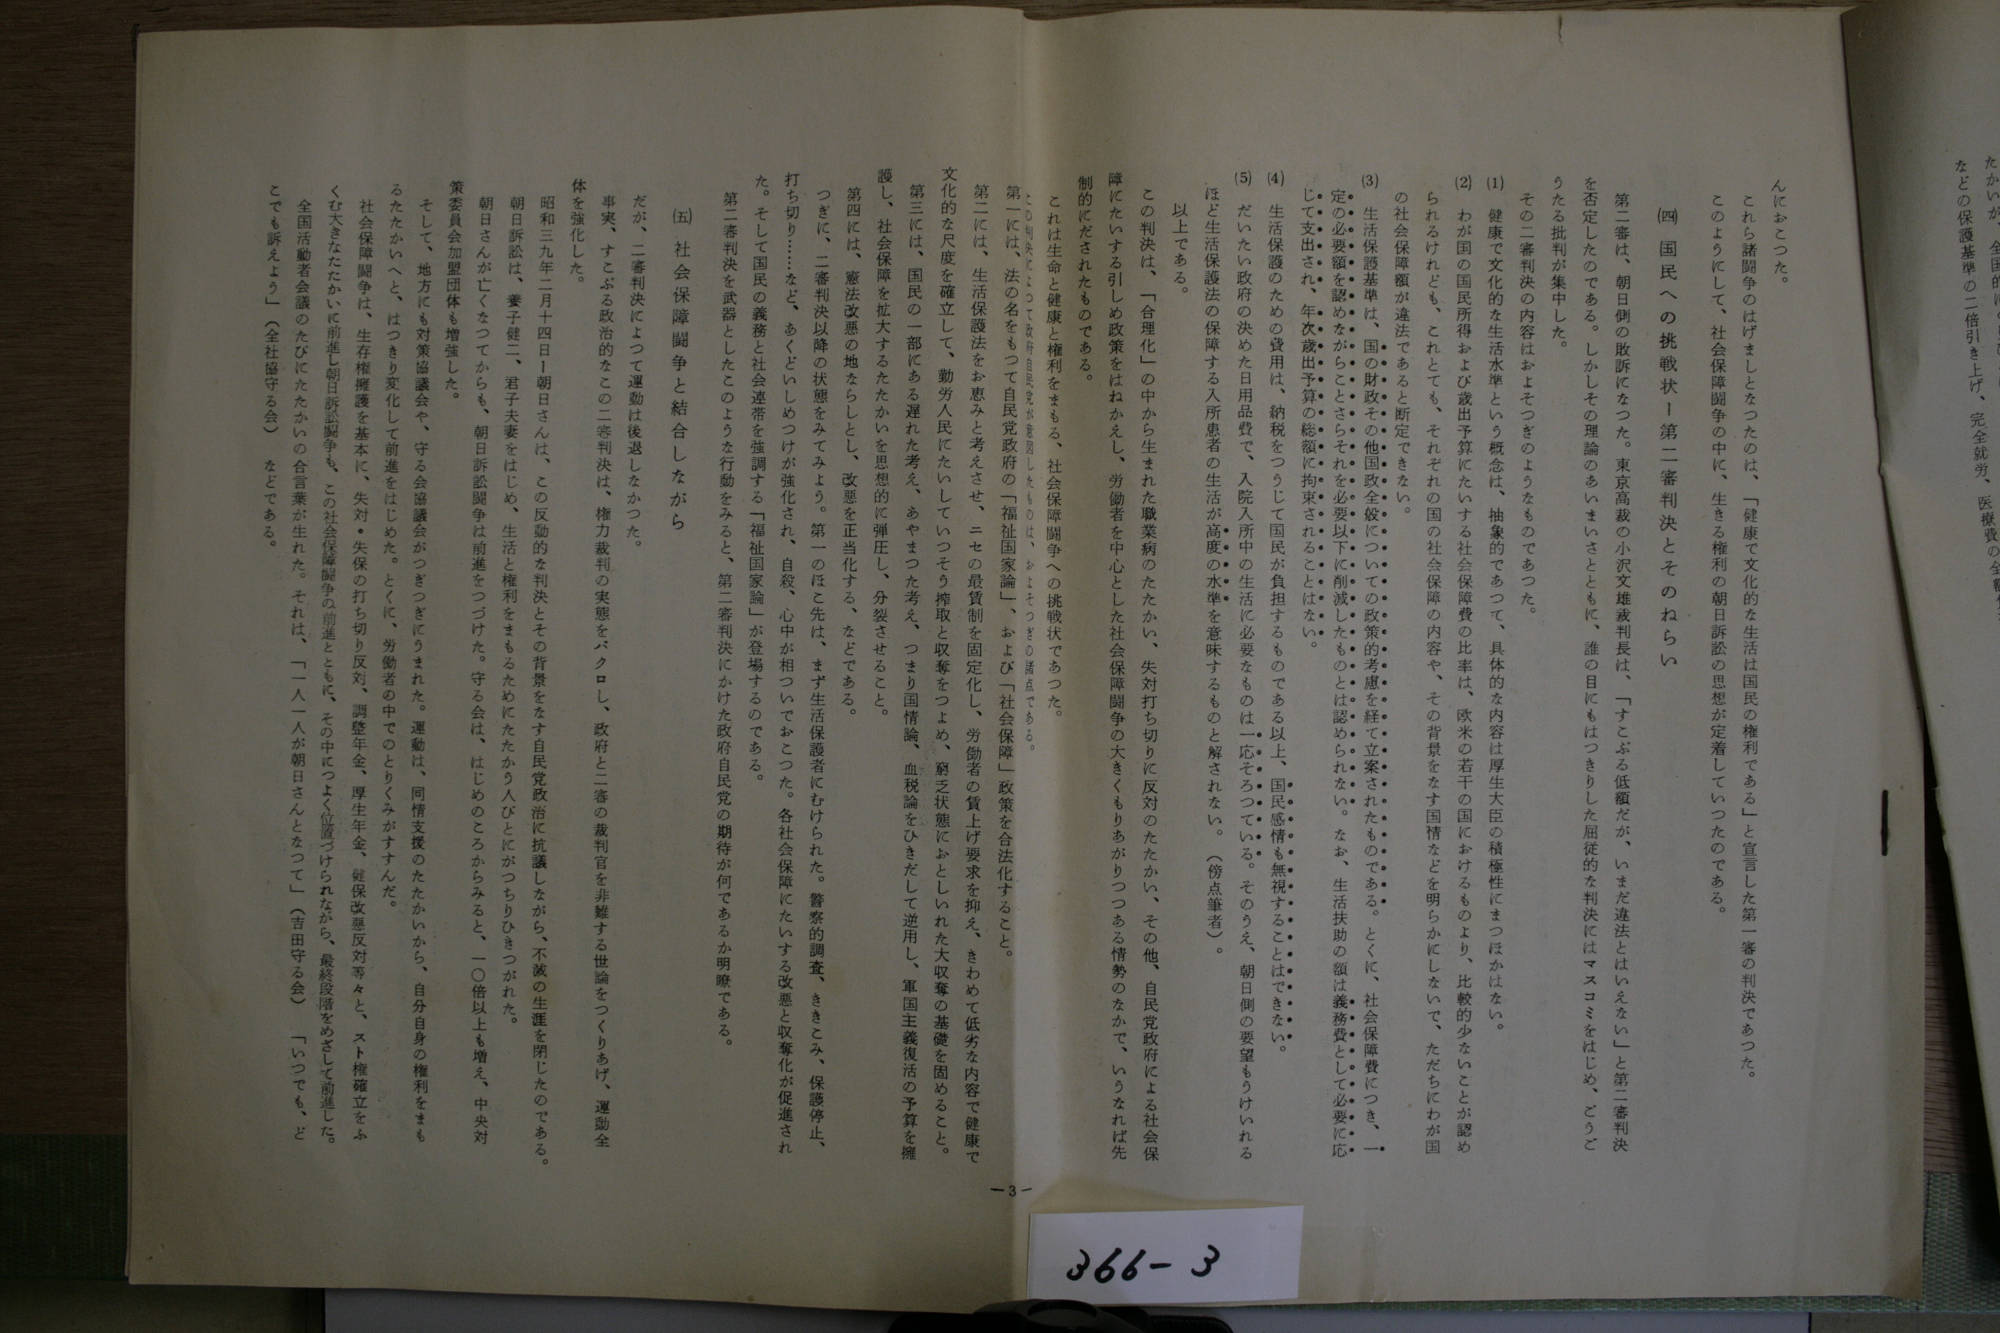 たかいが、全国的に
などの保護基準の二倍引き上げ、完全就労、医療費の全額
んにおこつた。
これら諸闘争のはげましとなつたのは、「健康で文化的な生活は国民の権利である」と宣言した第一審の判決であつた。
このようにして、社会保障闘争の中に、生きる権利の朝日訴訟の思想が定着していつたのである。
㈣ 国民への挑戦状ー第二審判決とそのねらい
第二審は、朝日側の敗訴になつた。東京高裁の小沢文雄裁判長は、「すこぶる低額だが、いまだ違法とはいえない」と第二審判決
を否定したのである。しかしその理論のあいまいさとともに、誰の目にもはつきりした屈従的な判決にはマスコミをはじめ、ごうご
うたる批判が集中した。
その二審判決の内容はおよそつぎのようなものであつた。
⑴ 健康で文化的な生活水準という概念は、抽象的であつて、具体的な内容は厚生大臣の積極性にまつほかはない。
⑵ わが国の国民所得および歳出予算にたいする社会保障費の比率は、欧米の若干の国におけるものより、比較的少ないことが認め
られるけれども、これとても、それぞれの国の社会保障の内容や、その背景をなす国情などを明らかにしないで、ただちにわが国
の社会保障額が違法であると断定できない。
⑶ 生活保護基準は、国の財政その他国政全般についての政策的考慮を経て立案されたものである。とくに、社会保障費につき、一
定の必要額を認めながらことさらそれを必要以下に削減したものとは認められない。なお、生活扶助の額は義務費として必要に応
じて支出され、年次歳出予算の総額に拘束されることはない。
⑷ 生活保護のための費用は、納税をつうじて国民が負担するものである以上、国民感情も無視することはできない。
⑸ だいたい政府の決めた日用品費で、入院入所中の生活に必要なものは一応そろつている。そのうえ、朝日側の要望もうけいれる
ほど生活保護法の保障する入所患者の生活が高度の水準を意味するものと解されない。（傍点筆者）。
以上である。
この判決は、「合理化」の中から生まれた職業病のたたかい、失対打ち切りに反対のたたかい、その他、自民党政府による社会保
障にたいする引しめ政策をはねかえし、労働者を中心とした社会保障闘争の大きくもりあがりつつある情勢のなかで、いうなれば先
制的にだされたものである。
これは生命と健康と権利をまもる、社会保障闘争への挑戦状であつた。
この判決によつて政府自民党が意図したものは、およそつぎの諸点である。
第一には、法の名をもつて自民党政府の「福祉国家論」、および「社会保障」政策を合法化すること。
第二には、生活保護法をお恵みと考えさせ、ニセの最賃制を固定化し、労働者の賃上げ要求を抑え、きわめて低劣な内容で健康で
文化的な尺度を確立して、勤労人民にたいしていつそう搾取と収奪をつよめ、窮乏状態におとしいれた大収奪の基礎を固めること。
第三には、国民の一部にある遅れた考え、あやまつた考え、つまり国情論、血税論をひきだして逆用し、軍国主義復活の予算を擁
護し、社会保障を拡大するたたかいを思想的に弾圧し、分裂させること。
第四には、憲法改悪の地ならしとし、改悪を正当化する、などである。
つぎに、二審判決以降の状態をみてみよう。第一のほこ先は、まず生活保護者にむけられた。警察的調査、ききこみ、保護停止、
打ち切り……など、あくどいしめつけが強化され、自殺、心中が相ついでおこつた。各社会保障にたいする改悪と収奪化が促進され
た。そして国民の義務と社会連帯を強調する「福祉国家論」が登場するのである。
第二審判決を武器としたこのような行動をみると、第二審判決にかけた政府自民党の期待が何であるか明瞭である。
㈤ 社会保障闘争と結合しながら
だが、二審判決によつて運動は後退しなかつた。
事実、すこぶる政治的なこの二審判決は、権力裁判の実態をバクロし、政府と二審の裁判官を非難する世論をつくりあげ、運動全
体を強化した。
昭和三九年二月十四日ー朝日さんは、この反動的な判決とその背景をなす自民党政治に抗議しながら、不滅の生涯を閉じたのである。
朝日訴訟は、養子健二、君子夫妻をはじめ、生活と権利をまもるためにたたかう人びとにがつちりひきつがれた。
朝日さんが亡くなつてからも、朝日訴訟闘争は前進をつづけた。守る会は、はじめのころからみると、一〇倍以上も増え、中央対
策委員会加盟団体も増強した。
そして、地方にも対策協議会や、守る会協議会がつぎつぎにうまれた。運動は、同情支援のたたかいから、自分自身の権利をまも
るたたかいへと、はつきり変化して前進をはじめた。とくに、労働者の中でのとりくみがすすんだ。
社会保障闘争は、生存権擁護を基本に、失対・失保の打ち切り反対、調整年金、厚生年金、健保改悪反対等々と、スト権確立をふ
くむ大きなたたかいに前進し朝日訴訟闘争も、この社会保障闘争の前進とともに、その中につよく位置づけられながら、最終段階をめざして前進した。
全国活動者会議のたびにたたかいの合言葉が生れた。それは、「一人一人が朝日さんとなつて」（吉田守る会）「いつでも、ど
こでも訴えよう」（全社協守る会） などである。
－3－
366-3